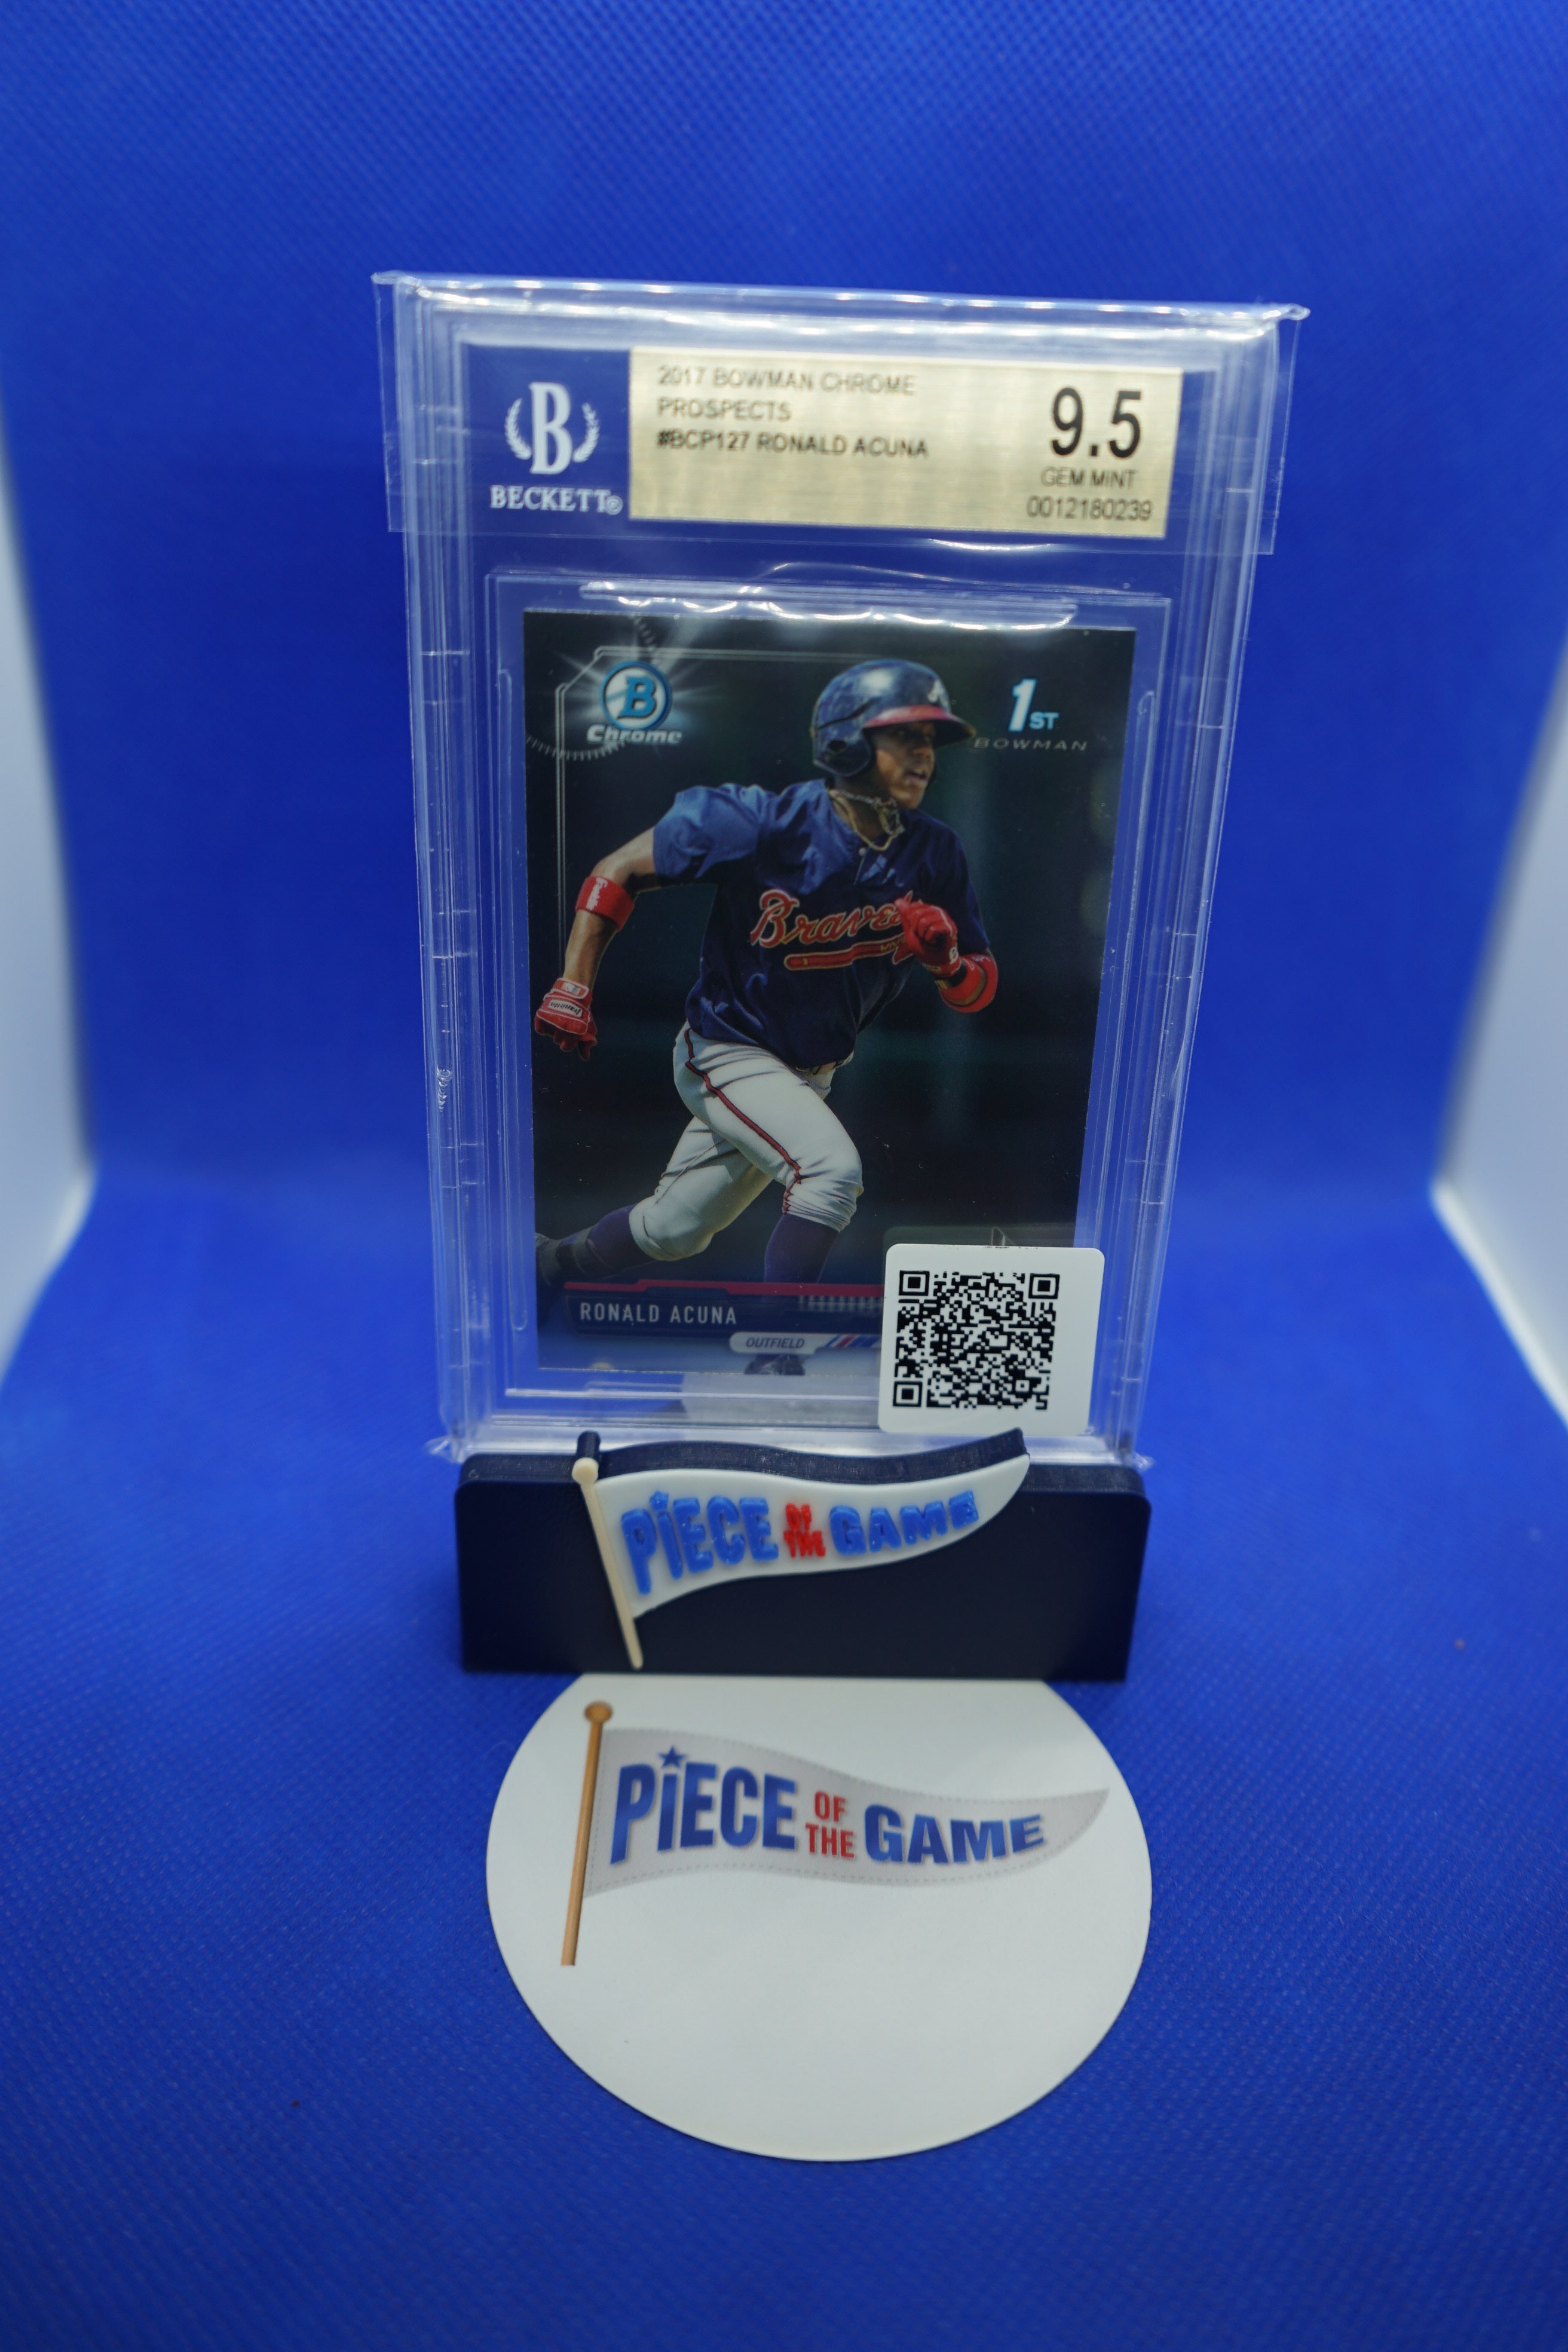 B
BECKETT®
2017 BOWMAN CHROME
PROSPECTS
#BCP127 RONALD ACUNA
9.5
GEM MINT
0012180239
B
Chrome
1ST
BOWMAN
A
Braves
RONALD ACUNA
OUTFIELD
PiECE OF THE GAME
PiECE OF THE GAME